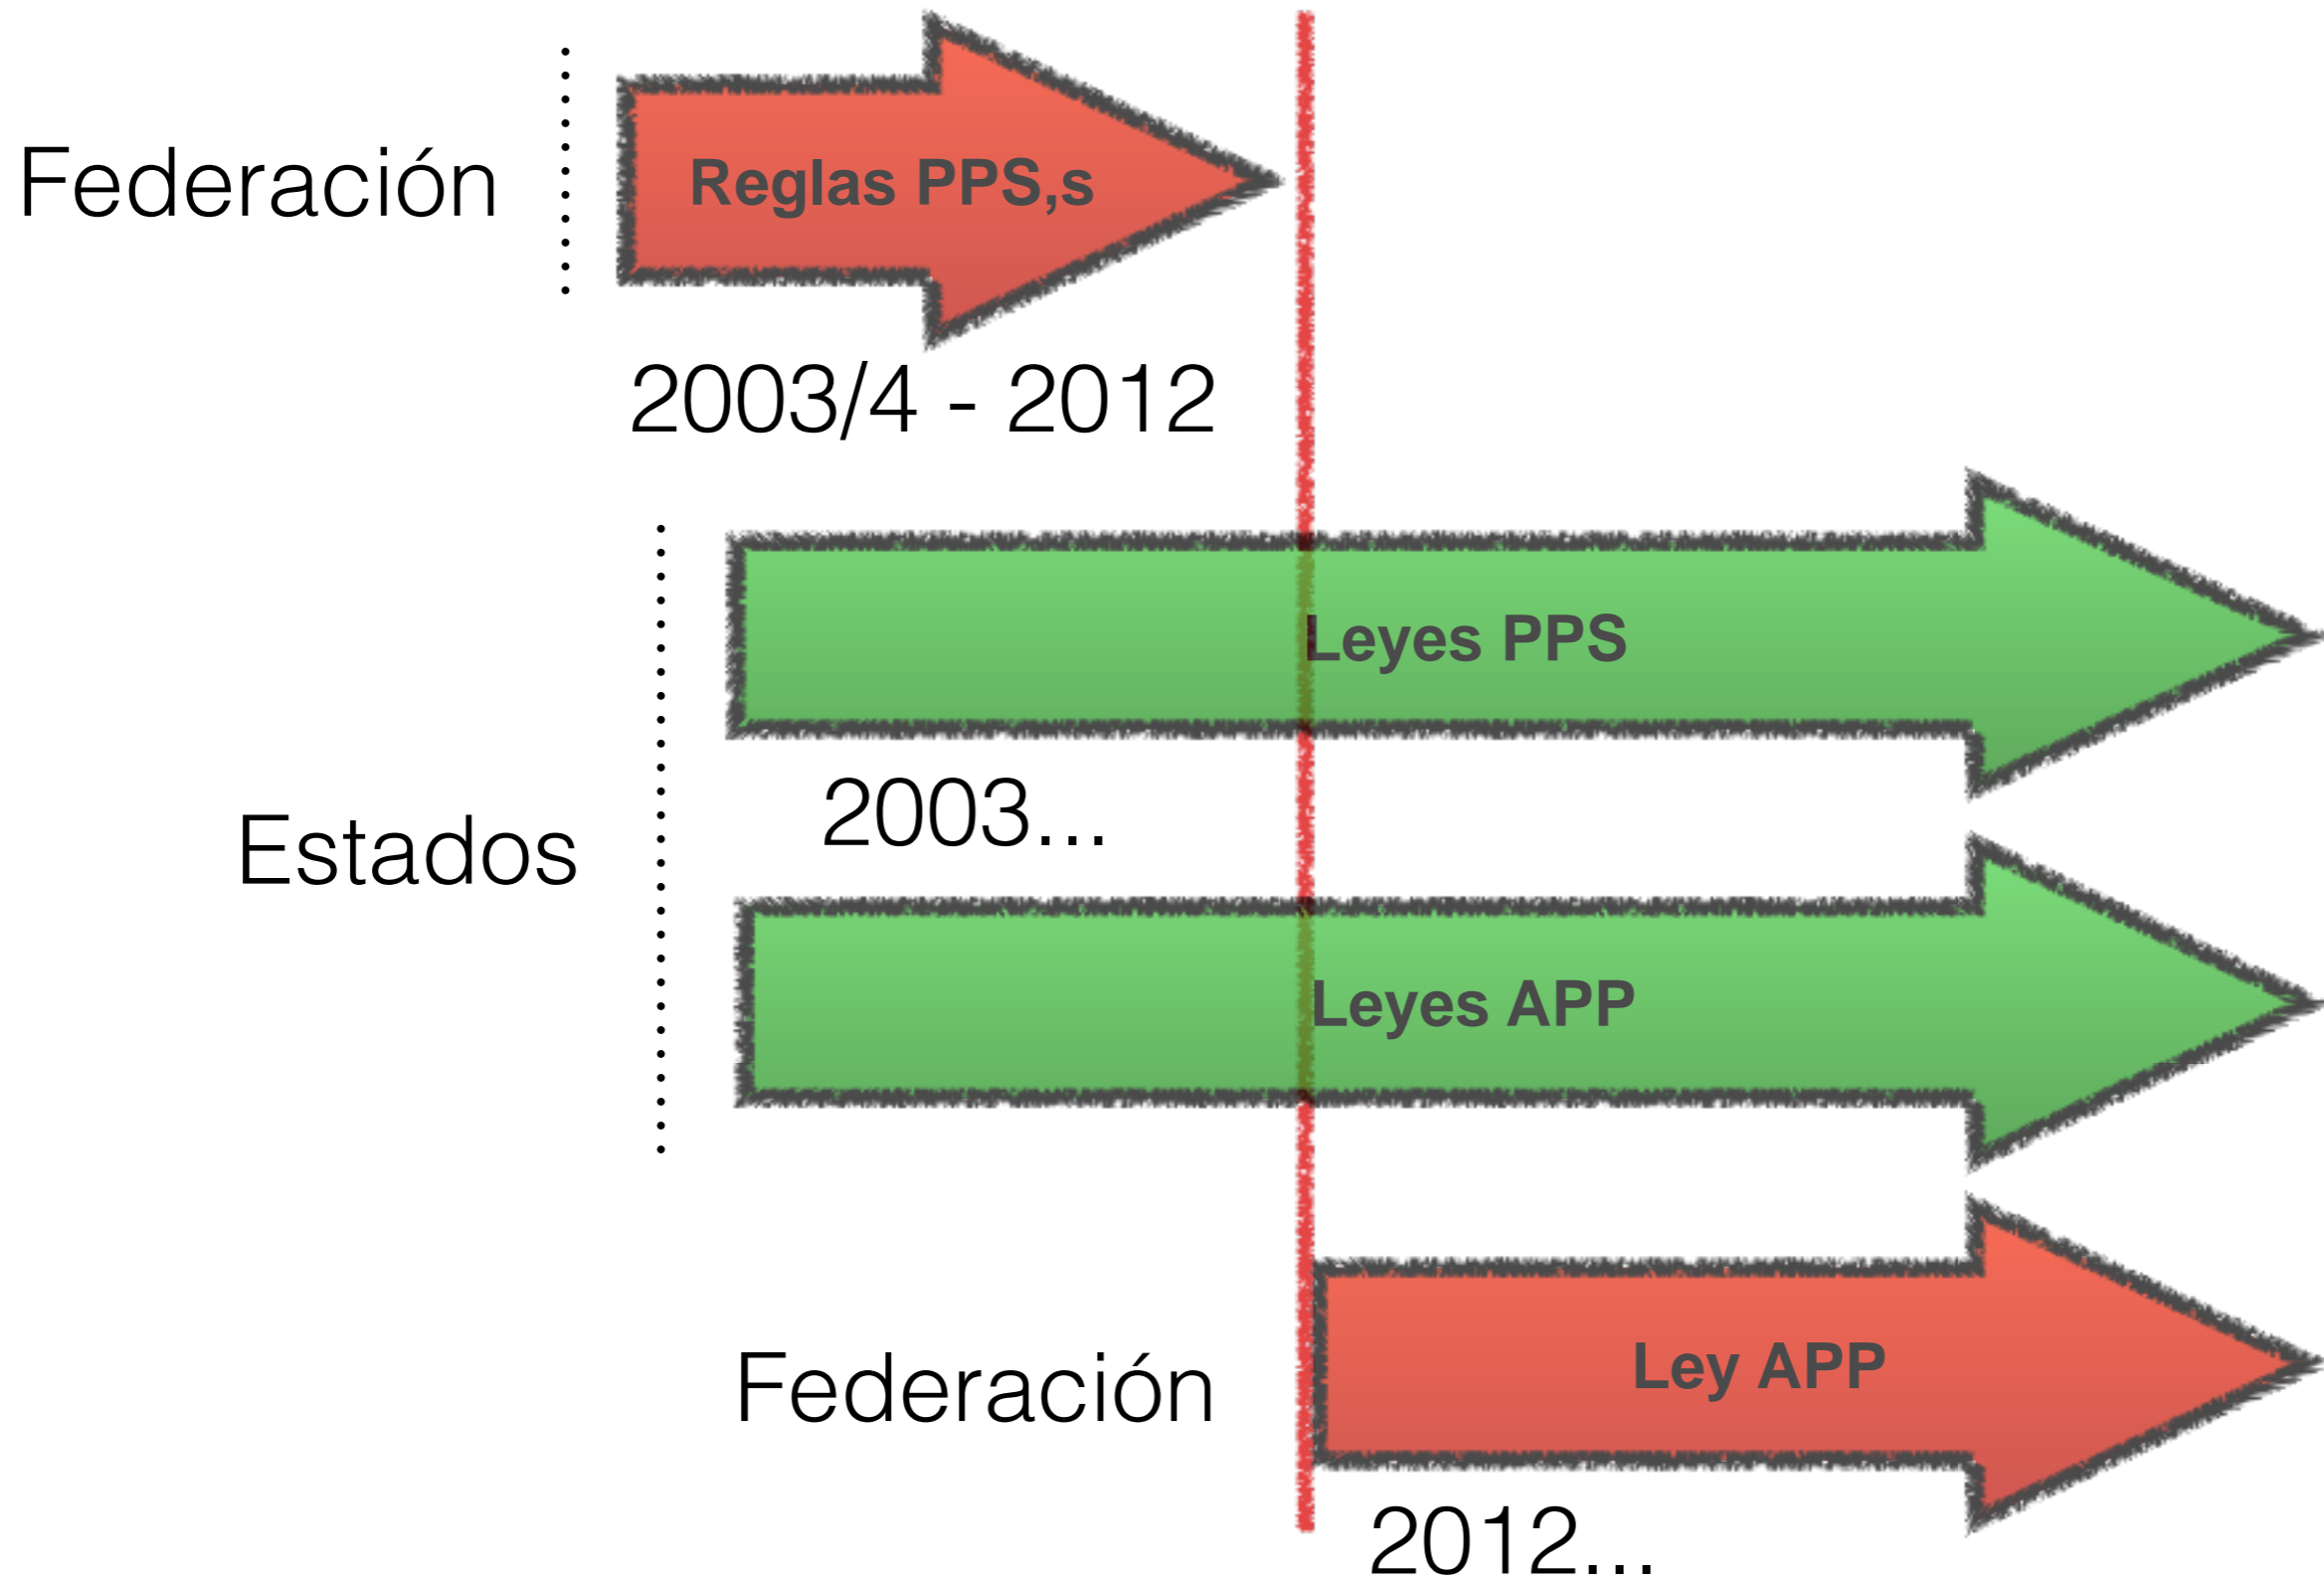 Federación
Reglas PPS,s
2003/4 - 2012
Leyes PPS
2003...
Estados
Leyes APP
Federación
Ley APP
2012...